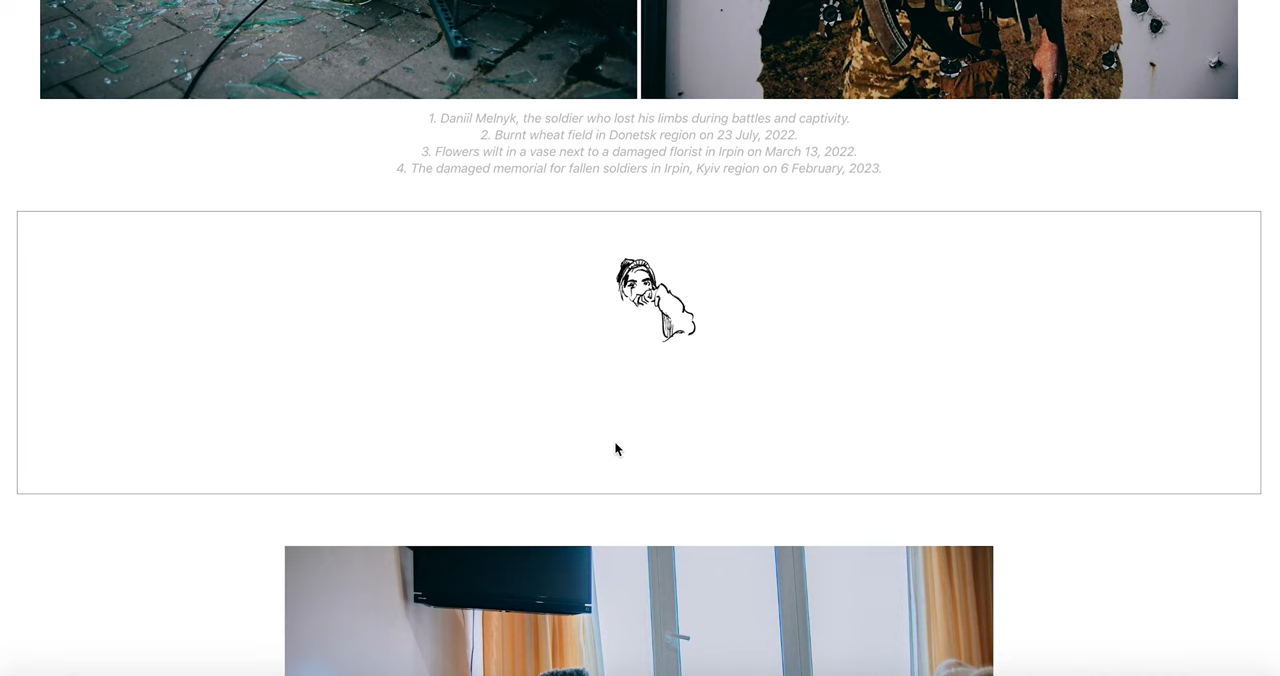 1. Daniil Melnyk, the soldier who lost his limbs during battles and captivity.
2. Burnt wheat field in Donetsk region on 23 July, 2022.
3. Flowers wilt in a vase next to a damaged florist in Irpin on March 13, 2022.
4. The damaged memorial for fallen soldiers in Irpin, Kyiv region on 6 February, 2023.